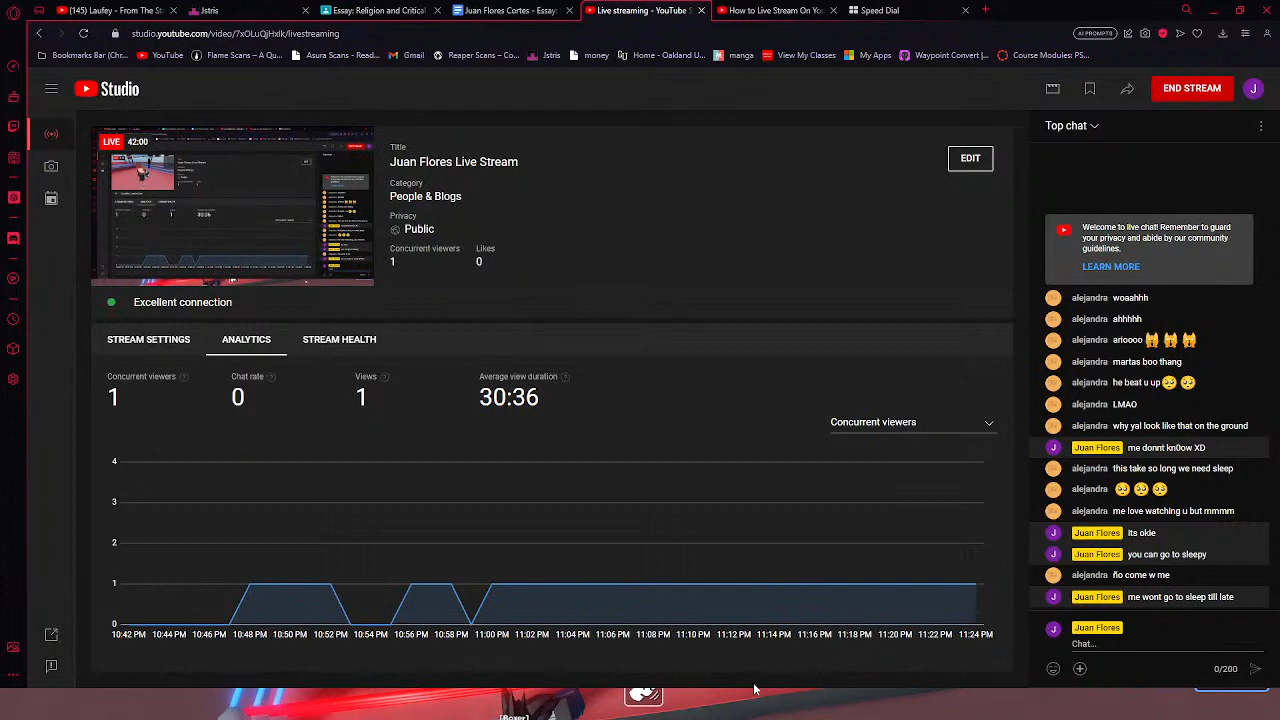 (145) Laufey - From The Sta
Jstris
Essay: Religion and Critical
Juan Flores Cortes - Essay:
Live streaming - YouTube S
How to Live Stream On You
Speed Dial
studio.youtube.com/video/7xOLuQjHxlk/livestreaming
AI PROMPTS
Bookmarks Bar (Chr...
YouTube
Flame Scans – A Qu...
Asura Scans - Read...
Gmail
Reaper Scans – Co...
Jstris
money
Home - Oakland U...
manga
View My Classes
My Apps
Waypoint Convert |...
Course Modules: PS...
Studio
END STREAM
J
LIVE 42:00
Title
Juan Flores Live Stream
EDIT
Category
People & Blogs
Privacy
Public
Concurrent viewers
Likes
1
0
Excellent connection
STREAM SETTINGS
ANALYTICS
STREAM HEALTH
Concurrent viewers
Chat rate
Views
Average view duration
1
0
1
30:36
Concurrent viewers
4
3
2
1
0
10:42 PM 10:44 PM 10:46 PM 10:48 PM 10:50 PM 10:52 PM 10:54 PM 10:56 PM 10:58 PM 11:00 PM 11:02 PM 11:04 PM 11:06 PM 11:08 PM 11:10 PM 11:12 PM 11:14 PM 11:16 PM 11:18 PM 11:20 PM 11:22 PM 11:24 PM
Top chat
Welcome to live chat! Remember to guard
your privacy and abide by our community
guidelines.
LEARN MORE
alejandra woaahhh
alejandra ahhhhh
alejandra arioooo 🙀 🙀 🙀
alejandra martas boo thang
alejandra he beat u up 🥺 🥺
alejandra LMAO
alejandra why yal look like that on the ground
J Juan Flores me donnt kn0ow XD
alejandra this take so long we need sleep
alejandra 🥺 🥺 🥺
alejandra me love watching u but mmmm
J Juan Flores Its okie
J Juan Flores you can go to sleepy
alejandra ño come w me
J Juan Flores me wont go to sleep till late
J Juan Flores
Chat...
0/200
[Boxer]